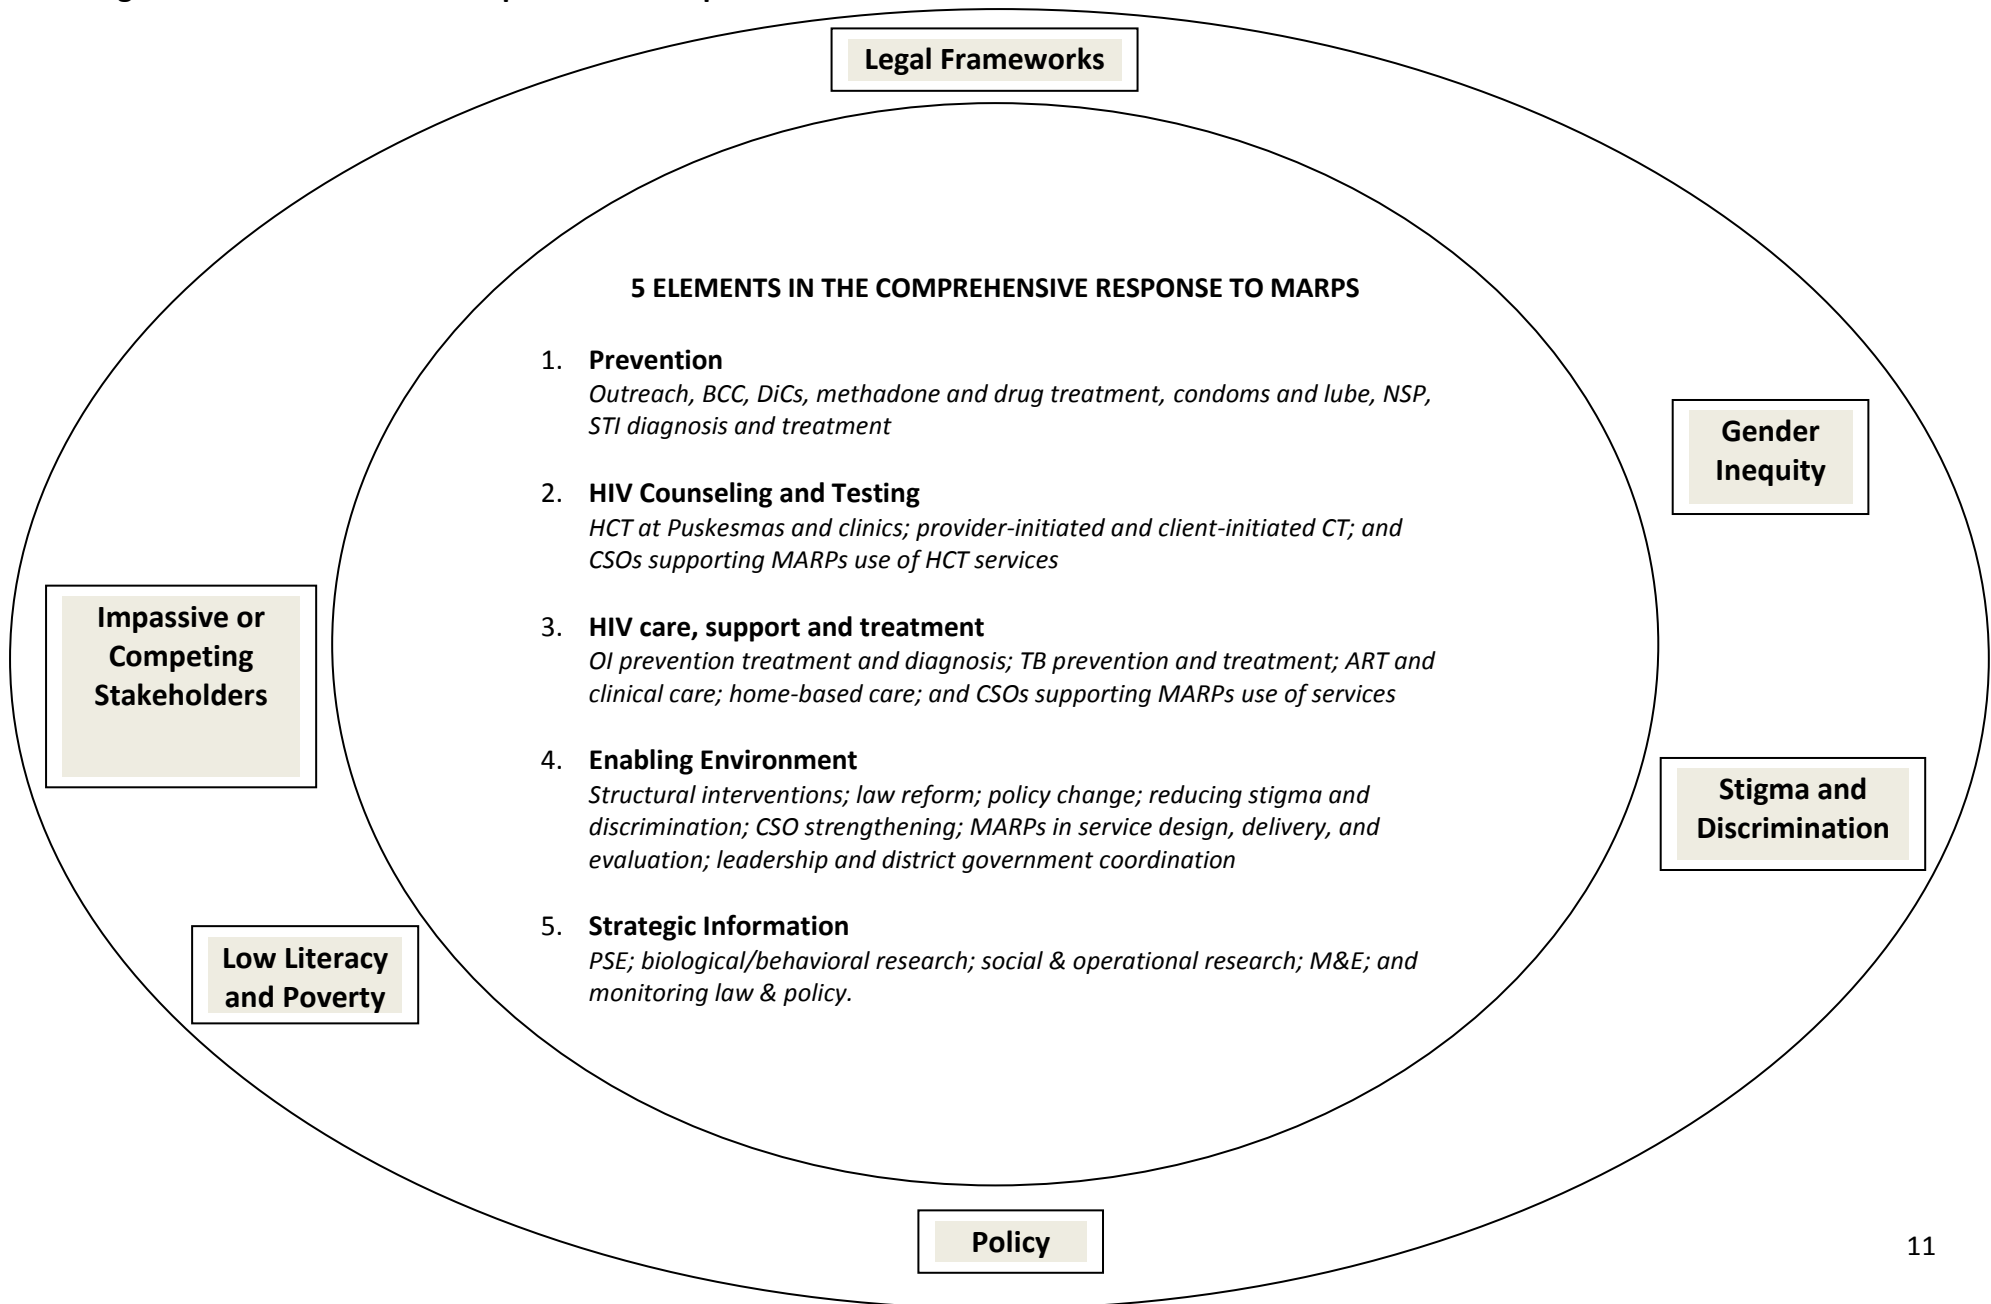 Legal Frameworks
5 ELEMENTS IN THE COMPREHENSIVE RESPONSE TO MARPS
1. Prevention
Outreach, BCC, DiCs, methadone and drug treatment, condoms and lube, NSP,
STI diagnosis and treatment
2. HIV Counseling and Testing
HCT at Puskesmas and clinics; provider-initiated and client-initiated CT; and
CSOs supporting MARPs use of HCT services
3. HIV care, support and treatment
OI prevention treatment and diagnosis; TB prevention and treatment; ART and
clinical care; home-based care; and CSOs supporting MARPs use of services
4. Enabling Environment
Structural interventions; law reform; policy change; reducing stigma and
discrimination; CSO strengthening; MARPs in service design, delivery, and
evaluation; leadership and district government coordination
5. Strategic Information
PSE; biological/behavioral research; social & operational research; M&E; and
monitoring law & policy.
Gender
Inequity
Impassive or
Competing
Stakeholders
Stigma and
Discrimination
Low Literacy
and Poverty
Policy
11